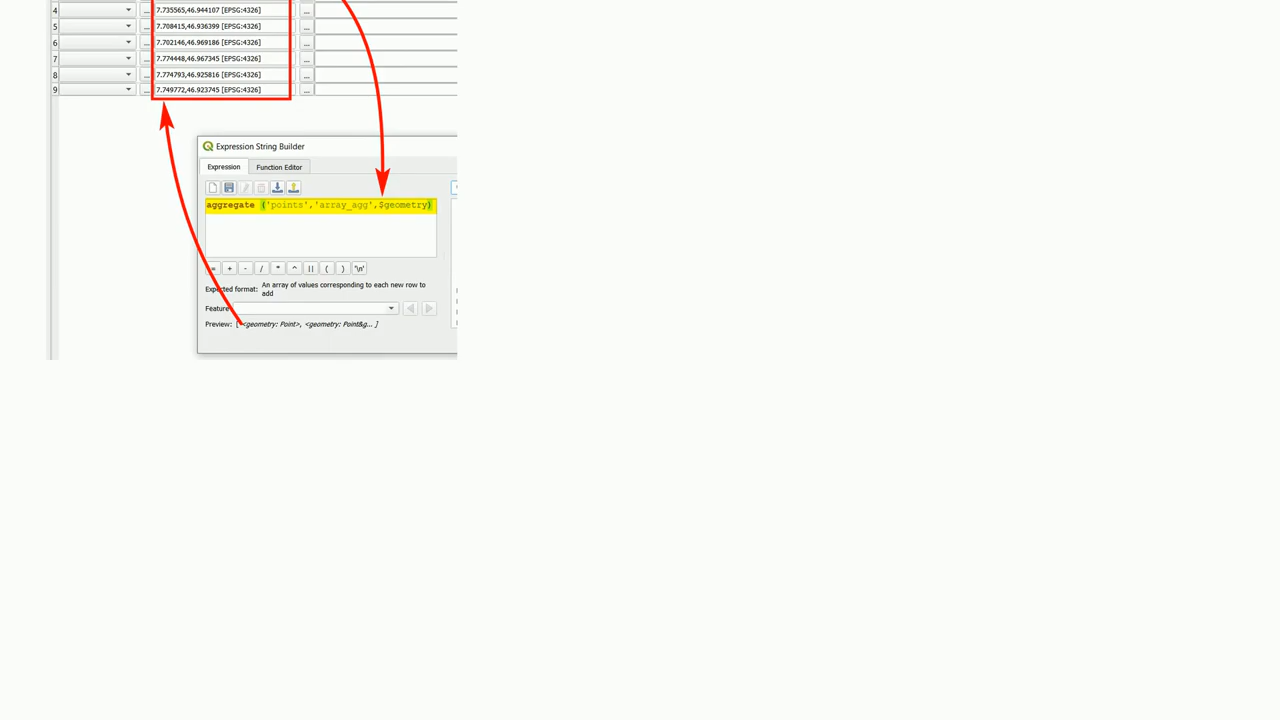 4 7.735565,46.944107 [EPSG:4326] ...
5 ... 7.708415,46.936399 [EPSG:4326] ...
6 ... 7.702146,46.969186 [EPSG:4326] ...
7 ... 7.774448,46.967345 [EPSG:4326] ...
8 ... 7.774793,46.925816 [EPSG:4326] ...
9 ... 7.749772,46.923745 [EPSG:4326] ...
Expression String Builder
Expression Function Editor
aggregate ('points','array_agg',$geometry)
= + - / * ^ || ( ) '\n'
Expected format: An array of values corresponding to each new row to
add
Feature
Preview: [ <geometry: Point>, <geometry: Point&g... ]